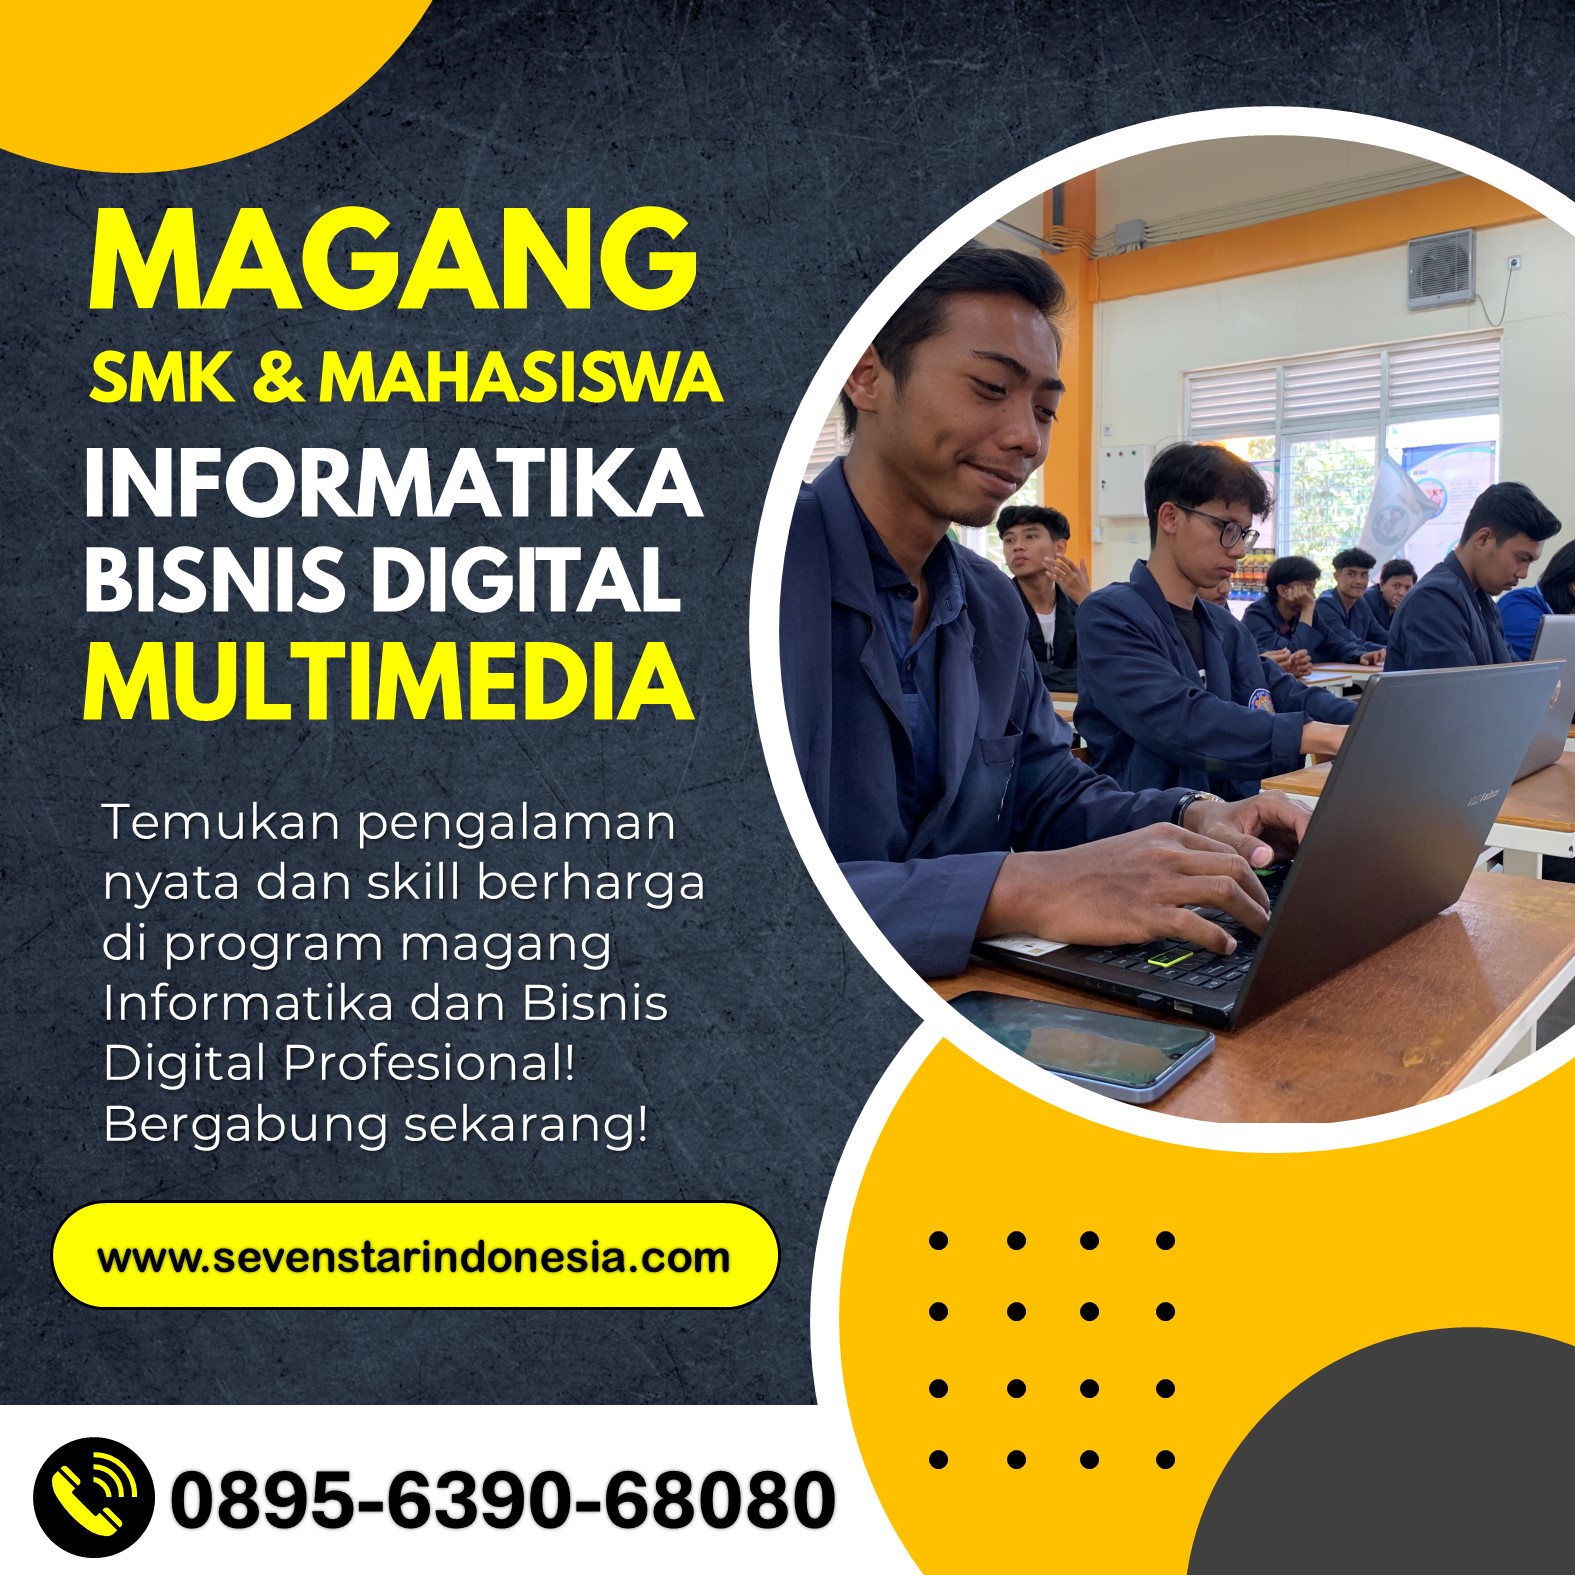 MAGANG
SMK & MAHASISWA
INFORMATIKA
BISNIS DIGITAL
MULTIMEDIA
Temukan pengalaman
nyata dan skill berharga
di program magang
Informatika dan Bisnis
Digital Profesional!
Bergabung sekarang!
www.sevenstarindonesia.com
0895-6390-68080